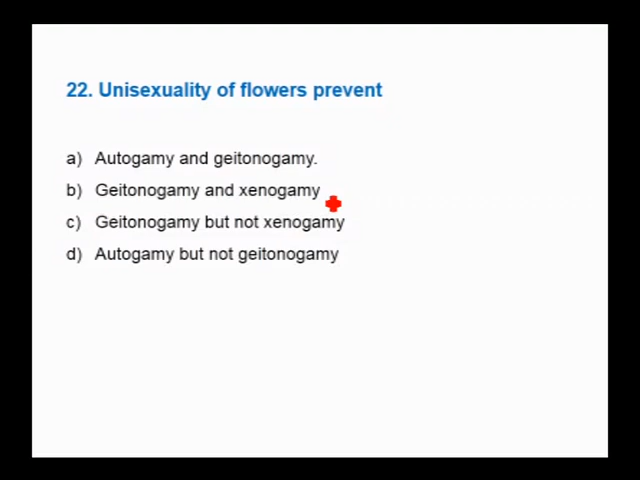 22. Unisexuality of flowers prevent
a) Autogamy and geitonogamy.
b) Geitonogamy and xenogamy
c) Geitonogamy but not xenogamy
d) Autogamy but not geitonogamy